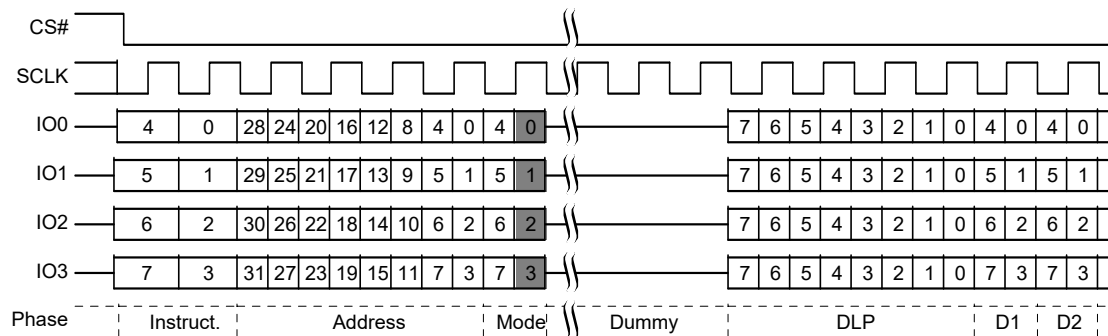 CS#
SCLK
IO0 4 0 28 24 20 16 12 8 4 0 4 0 7 6 5 4 3 2 1 0 4 0 4 0
IO1 5 1 29 25 21 17 13 9 5 1 5 1 7 6 5 4 3 2 1 0 5 1 5 1
IO2 6 2 30 26 22 18 14 10 6 2 6 2 7 6 5 4 3 2 1 0 6 2 6 2
IO3 7 3 31 27 23 19 15 11 7 3 7 3 7 6 5 4 3 2 1 0 7 3 7 3
Phase Instruct. Address Mode Dummy DLP D1 D2